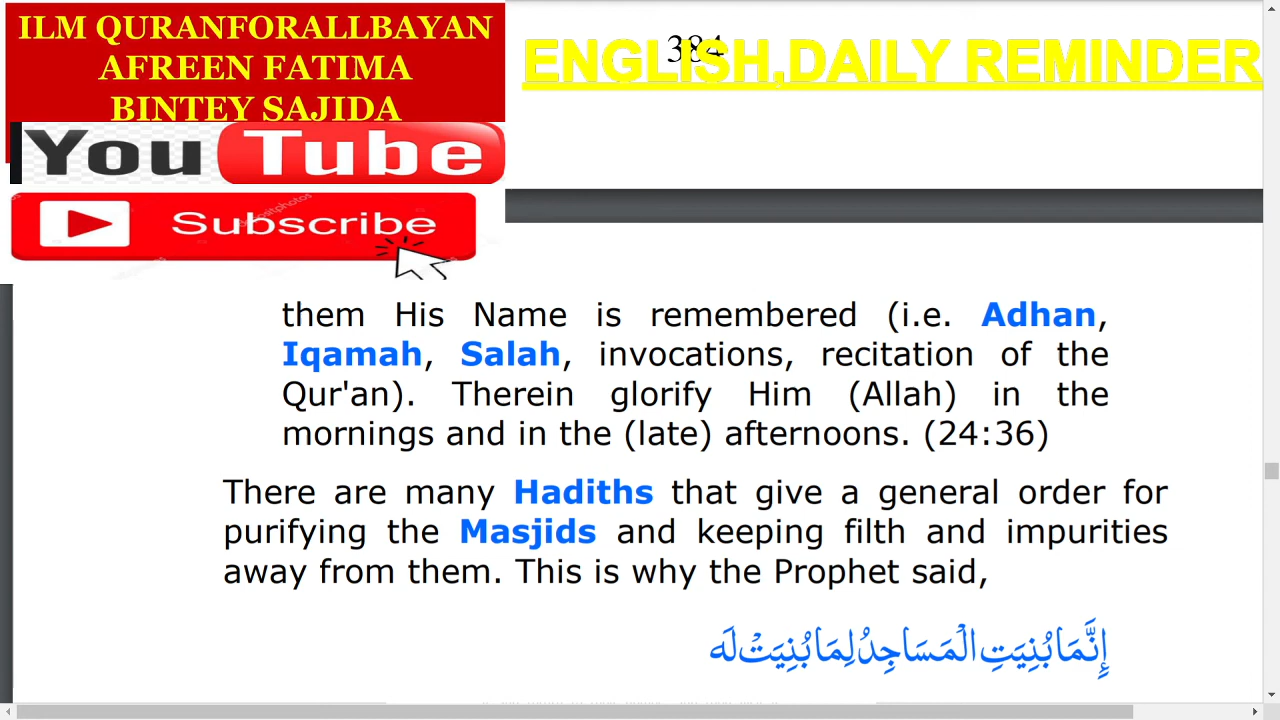 ILM QURANFORALLBAYAN
AFREEN FATIMA
BINTEY SAJIDA
384
ENGLISH,DAILY REMINDER
You Tube
Subscribe
them His Name is remembered (i.e. Adhan,
Iqamah, Salah, invocations, recitation of the
Qur'an). Therein glorify Him (Allah) in the
mornings and in the (late) afternoons. (24:36)
There are many Hadiths that give a general order for
purifying the Masjids and keeping filth and impurities
away from them. This is why the Prophet said,
إِنَّمَا بُنِيَتِ الْمَسَاجِدُ لِمَا بُنِيَتْ لَه